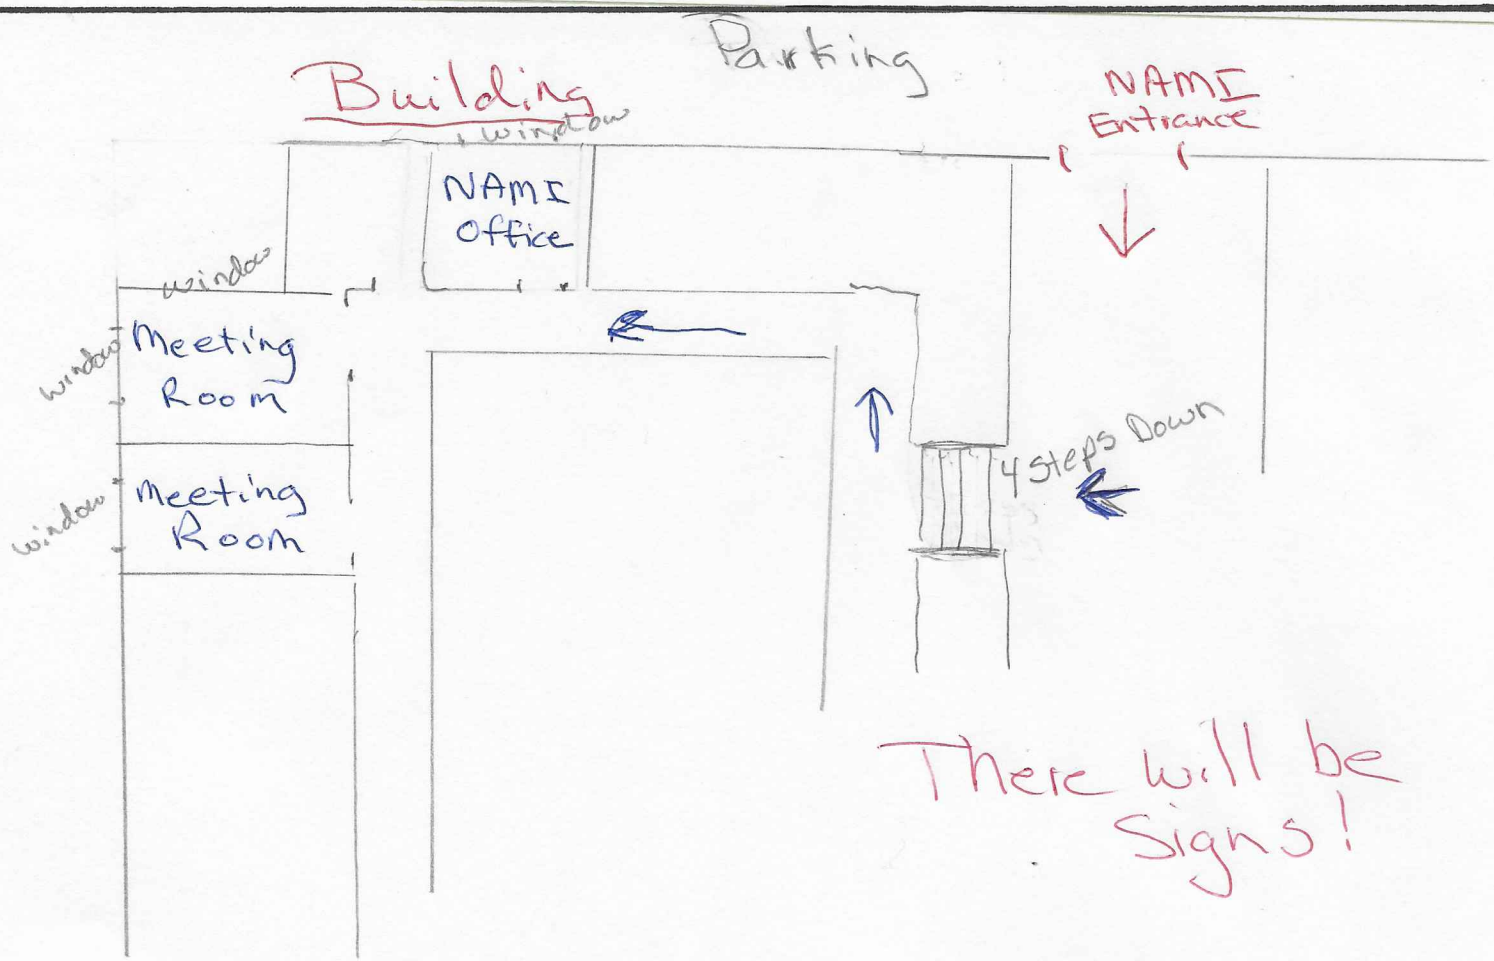 Parking
Building
window
NAMI
Entrance
NAMI
Office
window
window
Meeting
Room
4 Steps Down
window
Meeting
Room
There will be
Signs!